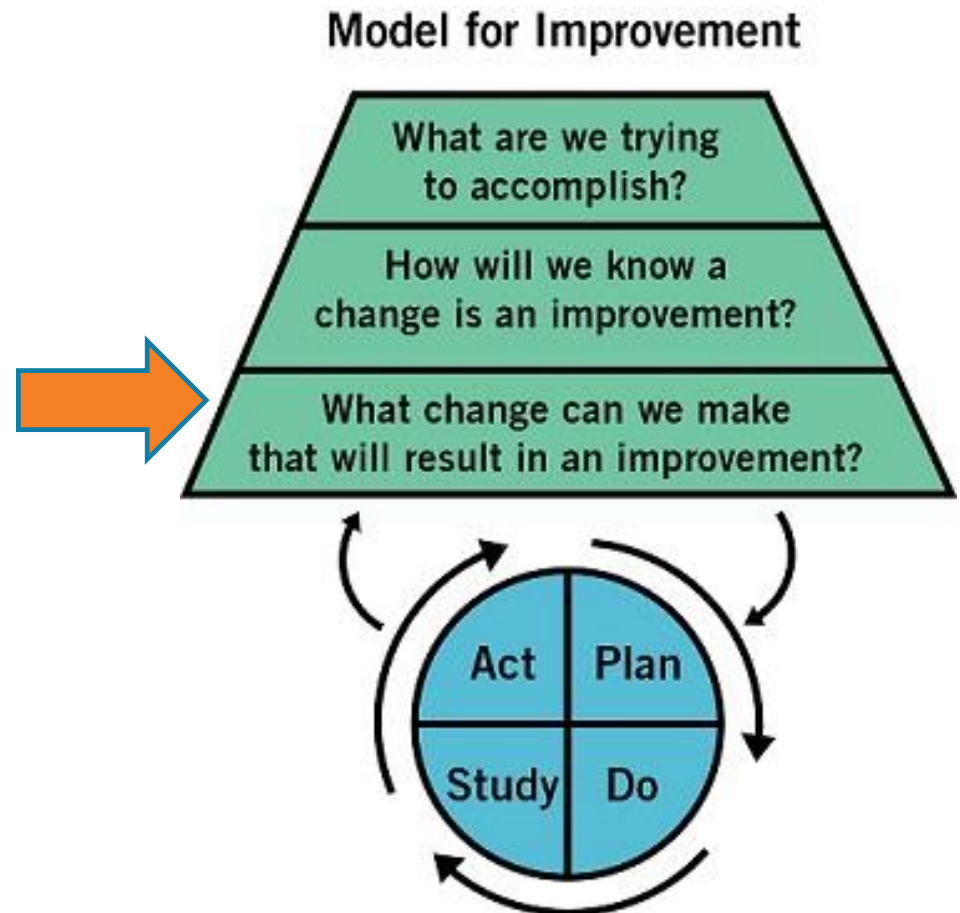 Model for Improvement
What are we trying
to accomplish?
How will we know a
change is an improvement?
What change can we make
that will result in an improvement?
Act
Plan
Study
Do